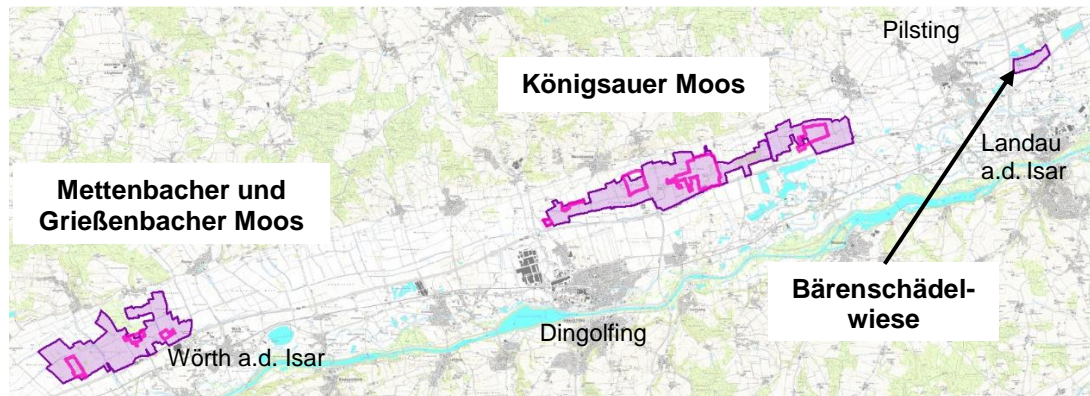 Pilsting
Königsauer Moos
Landau
a.d. Isar
Mettenbacher und
Grießenbacher Moos
Bärenschädel-
wiese
Dingolfing
Wörth a.d. Isar